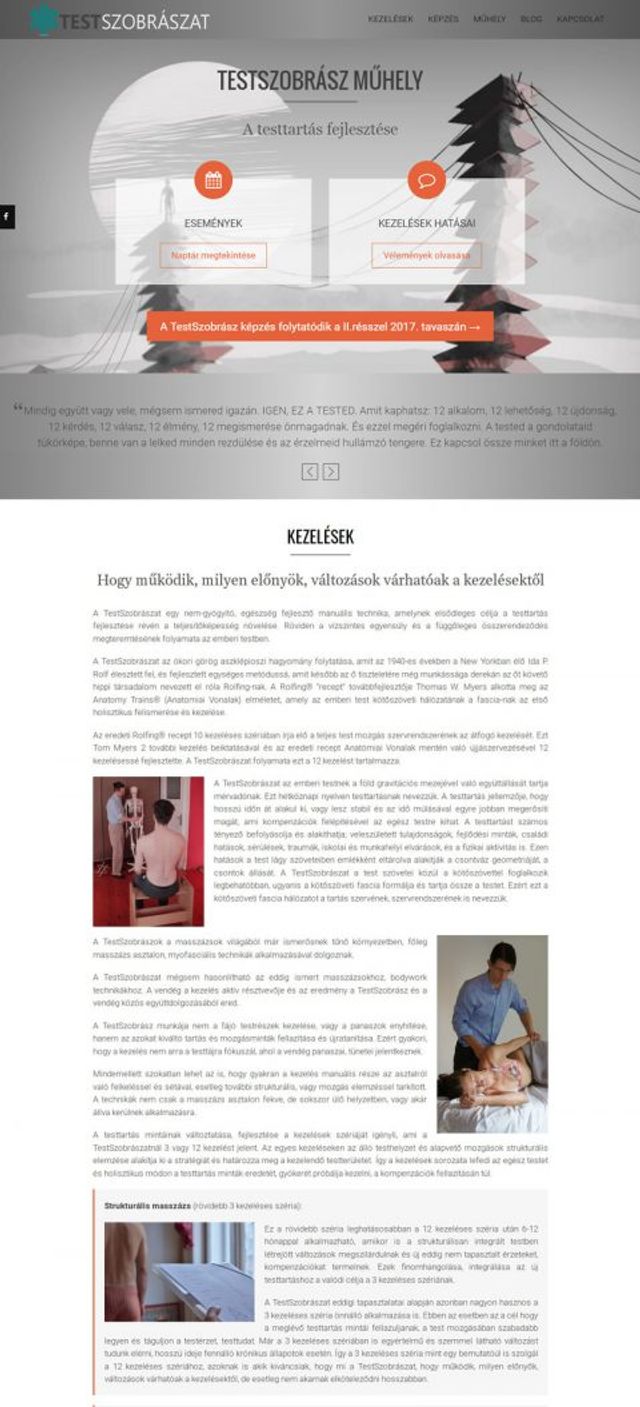 TESTSZOBRÁSZAT
KEZELÉSEK KÉPZÉS MŰHELY BLOG KAPCSOLAT
TESTSZOBRÁSZ MŰHELY
A testtartás fejlesztése
ESEMÉNYEK
Naptár megtekintése
KEZELÉSEK HATÁSAI
Vélemények olvasása
A TestSzobrász képzés folytatódik a II.résszel 2017. tavaszán →
“Mindig együtt vagy vele, mégsem ismered igazán. IGEN, EZ A TESTED. Amit kaphatsz: 12 alkalom, 12 lehetőség, 12 újdonság,
12 kérdés, 12 válasz, 12 élmény, 12 megismerése önmagadnak. És ezzel megéri foglalkozni. A tested a gondolataid
tükörképe, benne van a lelked minden rezdülése és az érzelmeid hullámzó tengere. Ez kapcsol össze minket itt a földön.
KEZELÉSEK
Hogy működik, milyen előnyök, változások várhatóak a kezelésektől
A TestSzobrászat egy nem-gyógyító, egészség fejlesztő manuális technika, amelynek elsődleges célja a testtartás
fejlesztése révén a teljesítőképesség növelése. Röviden a vízszintes egyensúly és a függőleges összerendeződés
megteremtésének folyamata az emberi testben.
A TestSzobrászat az ókori görög aszklépioszi hagyomány folytatása, amit az 1940-es években a New Yorkban élő Ida P.
Rolf élesztett fel, és fejlesztett egységes metódussá, amit később az ő tiszteletére még munkássága derekán az őt követő
hippi társadalom nevezett el róla Rolfing-nak. A Rolfing® "recept" továbbfejlesztője Thomas W. Myers alkotta meg az
Anatomy Trains® (Anatómiai Vonalak) elméletet, amely az emberi test kötőszöveti hálózatának a fascia-nak az első
holisztikus felismerése és kezelése.
Az eredeti Rolfing® recept 10 kezeléses szériában írja elő a teljes test mozgás szervrendszerének az átfogó kezelését. Ezt
Tom Myers 2 további kezelés beiktatásával és az eredeti recept Anatómiai Vonalak mentén való újjászervezésével 12
kezelésessé fejlesztette. A TestSzobrászat folyamata ezt a 12 kezelést tartalmazza.
A TestSzobrászat az emberi testnek a föld gravitációs mezejével való együttállását tartja
mérvadónak. Ezt hétköznapi nyelven testtartásnak nevezzük. A testtartás jellemzője, hogy
hosszú időn át alakul ki, vagy lesz stabil és az idő múlásával egyre jobban megerősíti
magát, ami kompenzációk felépítésével az egész testre kihat. A testtartást számos
tényező befolyásolja és alakíthatja; veleszületett tulajdonságok, fejlődési minták, családi
hatások, sérülések, traumák, iskolai és munkahelyi elvárások, és a fizikai aktivitás is. Ezen
hatások a test lágy szöveteiben emlékként eltárolva alakítják a csontváz geometriáját, a
csontok állását. A TestSzobrászat a test szövetei közül a kötőszövettel foglalkozik
legbehatóbban, ugyanis a kötőszöveti fascia formálja és tartja össze a testet. Ezért ezt a
kötőszöveti fascia hálózatot a tartás szervének, szervrendszerének is nevezzük.
A TestSzobrászok a masszázsok világából már ismerősnek tűnő környezetben, főleg
masszázs asztalon, myofasciális technikák alkalmazásával dolgoznak.
A TestSzobrászat mégsem hasonlítható az eddig ismert masszázsokhoz, bodywork
technikákhoz. A vendég a kezelés aktív résztvevője és az eredmény a TestSzobrász és a
vendég közös együttdolgozásából ered.
A TestSzobrász munkája nem a fájó testrészek kezelése, vagy a panaszok enyhítése,
hanem az azokat kiváltó tartás és mozgásminták fellazítása és újratanítása. Ezért gyakori,
hogy a kezelés nem arra a testtájra fókuszál, ahol a vendég panaszai, tünetei jelentkeznek.
Mindemellett szokatlan lehet az is, hogy gyakran a kezelés manuális része az asztalról
való felkeléssel és sétával, esetleg további strukturális, vagy mozgás elemzéssel tarkított.
A technikák nem csak a masszázs asztalon fekve, de sokszor ülő helyzetben, vagy akár
állva kerülnek alkalmazásra.
A testtartás mintáinak változtatása, fejlesztése a kezelések szériáját igényli, ami a
TestSzobrászatnál 3 vagy 12 kezelést jelent. Az egyes kezeléseken az álló testhelyzet és alapvető mozgások strukturális
elemzése alakítja ki a stratégiát és határozza meg a kezelendő testterületet. Így a kezelések sorozata lefedi az egész testet
és holisztikus módon a testtartás minták eredetét, gyökerét próbálja kezelni, a kompenzációk fellazításán túl.
Strukturális masszázs (rövidebb 3 kezeléses széria):
Ez a rövidebb széria leghatásosabban a 12 kezeléses széria után 6-12
hónappal alkalmazható, amikor is a strukturálisan integrált testben
létrejött változások megszilárdulnak és új eddig nem tapasztalt érzeteket,
kompenzációkat termelnek. Ezek finomhangolása, integrálása az új
testtartáshoz a valódi célja a 3 kezeléses szériának.
A TestSzobrászat eddigi tapasztalatai alapján azonban nagyon hasznos a
3 kezeléses széria önnálló alkalmazása is. Ebben az esetben az a cél hogy
a meglévő testtartás mintái fellazuljanak, a test mozgásában szabadabb
legyen és táguljon a testérzet, testtudat. Már a 3 kezeléses szériában is egyértelmű és szemmel látható változást
tudunk elérni, hosszú ideje fennálló krónikus állapotok esetén. Így a 3 kezeléses széria mint egy bemutatóul is szolgál
a 12 kezeléses szériához, azoknak is akik kíváncsiak, hogy mi a TestSzobrászat, hogy működik, milyen előnyök,
változások várhatóak a kezelésektől, de esetleg nem akarnak elköteleződni hosszabban.